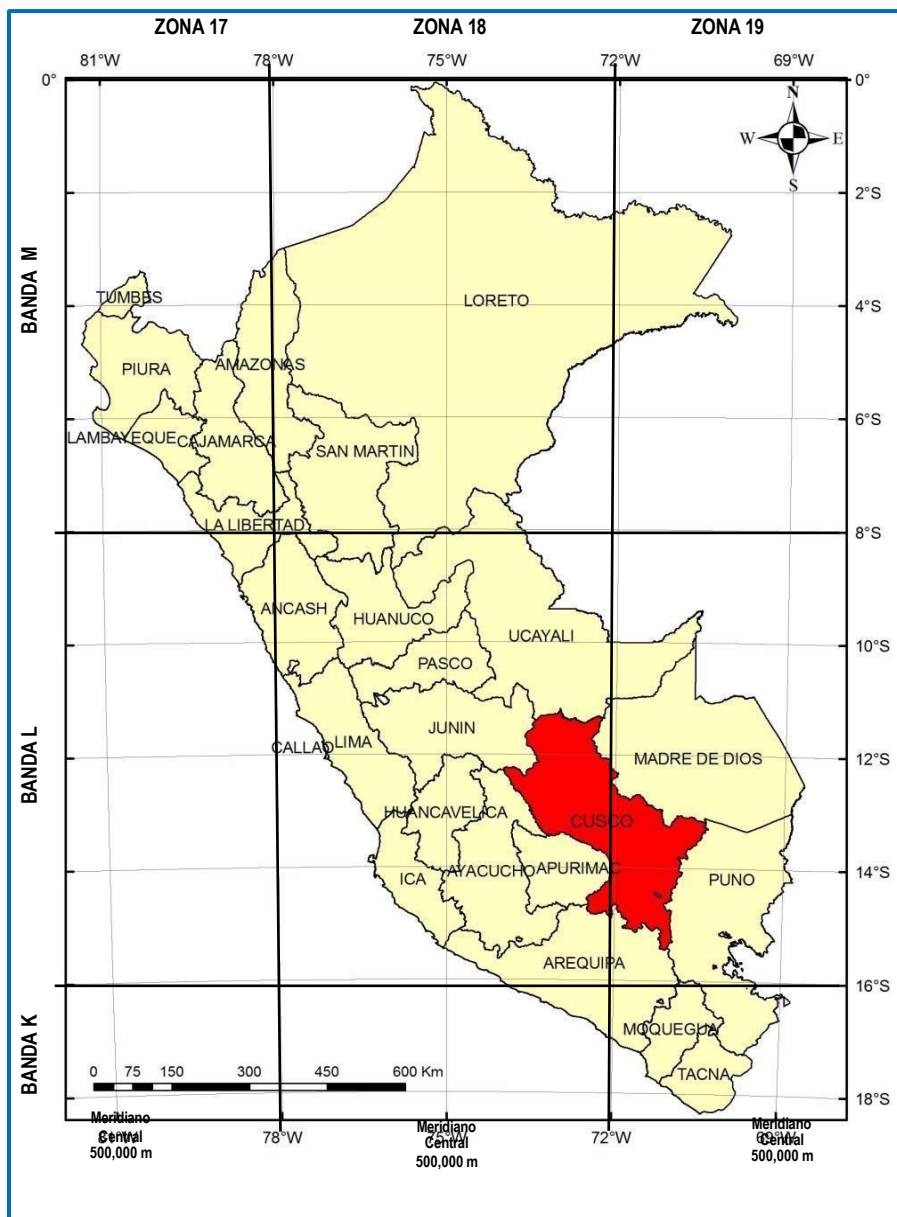 ZONA 17 ZONA 18 ZONA 19
81°W 78°W 75°W 72°W 69°W
0° 0°
N
W E
S
2°S
BANDA M
TUMBES
LORETO
4°S
AMAZONAS
PIURA
6°S
LAMBAYEQUE
CAJAMARCA
SAN MARTIN
LA LIBERTAD
8°S
ANCASH
HUANUCO
UCAYALI
10°S
PASCO
BANDA L
JUNIN
CALLAO
LIMA
12°S
MADRE DE DIOS
HUANCAVELICA
CUSCO
14°S
ICA
AYACUCHO
APURIMAC
PUNO
AREQUIPA
16°S
BANDA K
MOQUEGUA
TACNA
0 75 150 300 450 600 Km
18°S
81°W 78°W 75°W 72°W 69°W
Meridiano
Central
500,000 m
Meridiano
Central
500,000 m
Meridiano
Central
500,000 m